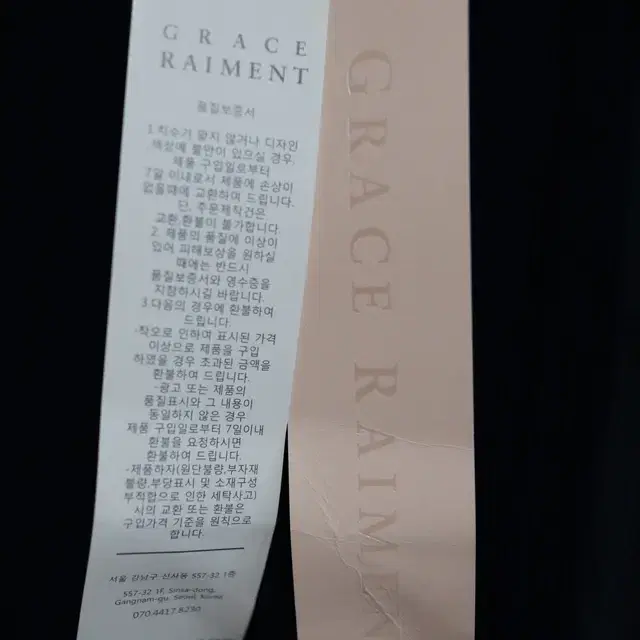 GRACE
RAIMENT
품질보증서
1.치수가 맞지 않거나 디자인
색상에 불만이 있으실 경우,
제품 구입일로부터
7일 이내로서 제품에 손상이
없을때에 교환하여 드립니다.
단, 주문제작건은
교환 환불이 불가합니다.
2. 제품의 품질에 이상이
있어 피해보상을 원하실
때에는 반드시
품질보증서와 영수증을
지참하시길 바랍니다.
3.다음의 경우에 환불하여
드립니다.
-착오로 인하여 표시된 가격
이상으로 제품을 구입
하였을 경우 초과된 금액을
환불하여 드립니다.
-광고 또는 제품의
품질표시와 그 내용이
동일하지 않은 경우
제품 구입일로부터 7일이내
환불을 요청하시면
환불하여 드립니다.
-제품하자(원단불량,부자재
불량,부당표시 및 소재구성
부적합으로 인한 세탁사고)
시의 교환 또는 환불은
구입가격 기준을 원칙으로
합니다.
서울 강남구 신사동 557-32 1층
557-32 1f, Sinsa-dong,
Gangnam-gu, Seoul, Korea
070.4417.8230
GRACE RAIME